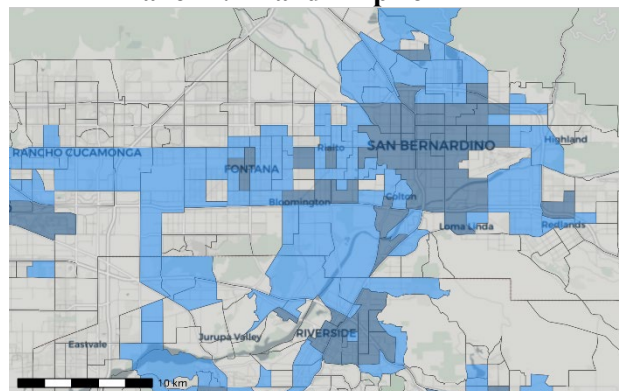 SAN BERNARDINO
Highland
RANCHO CUCAMONGA
Rialto
FONTANA
Bloomington
Colton
Loma Linda
Redlands
RIVERSIDE
Jurupa Valley
Eastvale
10 km